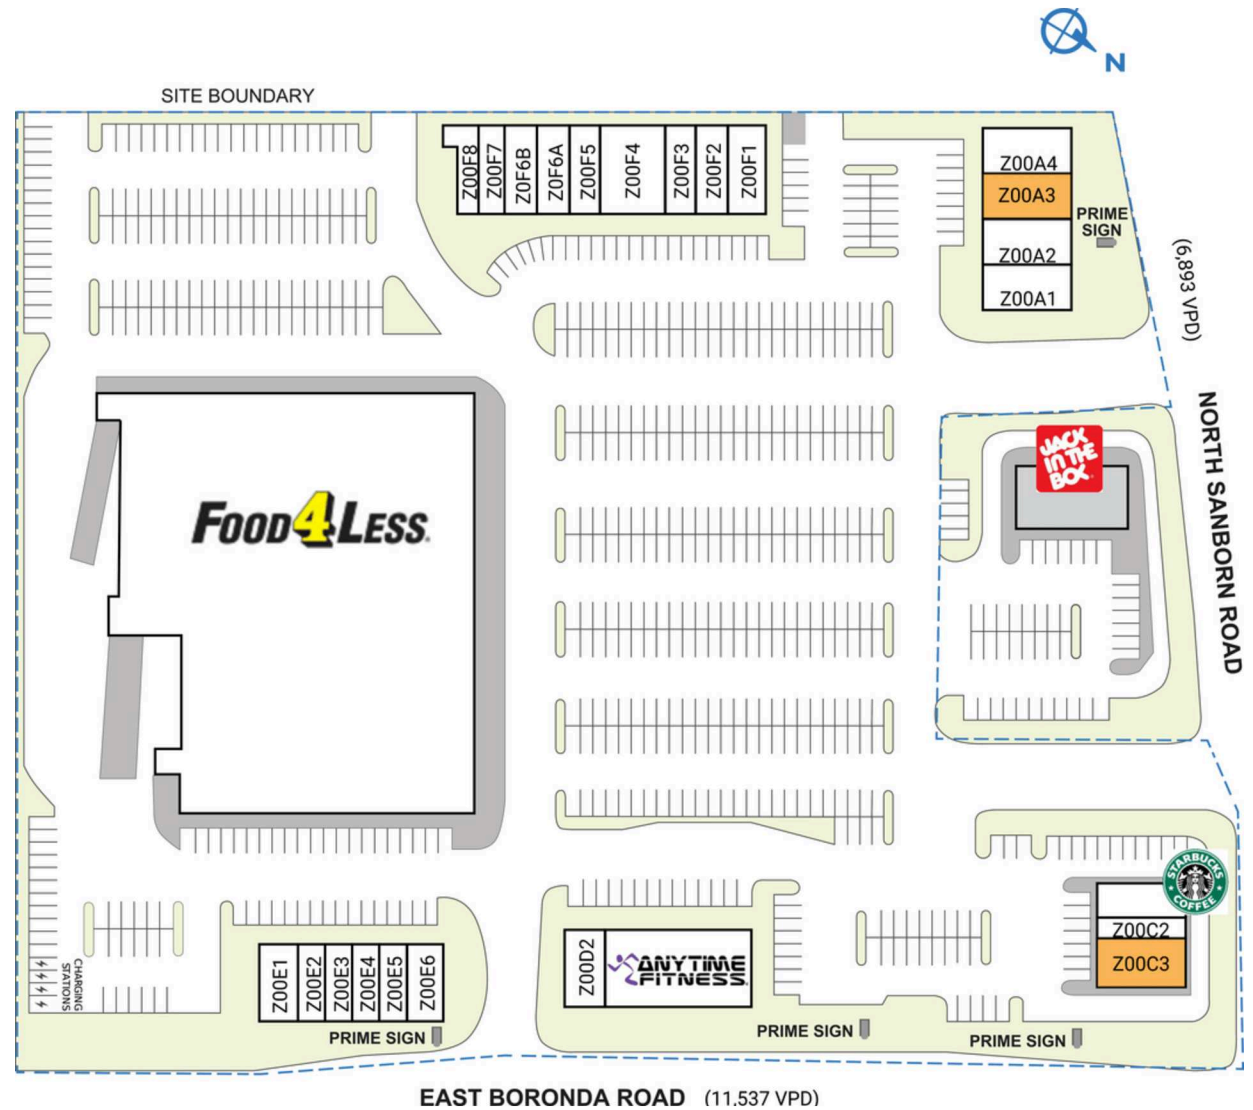 N
SITE BOUNDARY
Z00F8
Z00F7
Z0F6B
Z0F6A
Z00F5
Z00F4
Z00F3
Z00F2
Z00F1
Z00A4
Z00A3
Z00A2
Z00A1
PRIME
SIGN
(6,893 VPD)
NORTH SANBORN ROAD
JACK
IN THE
BOX
FOOD 4 LESS
STARBUCKS
COFFEE
Z00C2
Z00C3
CHARGING
STATIONS
Z00E1
Z00E2
Z00E3
Z00E4
Z00E5
Z00E6
PRIME SIGN
Z00D2
ANYTIME
FITNESS
PRIME SIGN
PRIME SIGN
EAST BORONDA ROAD (11,537 VPD)